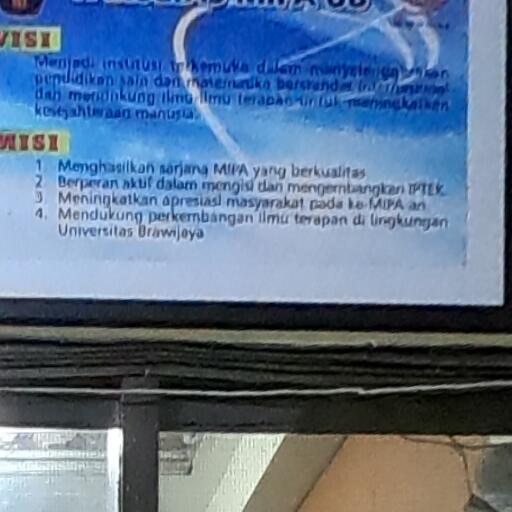 VISI
Menjadi institusi terkemuka dalam
pendidikan sain dan matematika berstandar internasional
dan mendukung ilmu-ilmu terapan untuk meningkatkan
kesejahteraan manusia.
MISI
1. Menghasilkan sarjana MIPA yang berkualitas
2. Berperan aktif dalam mengisi dan mengembangkan IPTEK
3. Meningkatkan apresiasi masyarakat pada ke-MIPA-an
4. Mendukung perkembangan ilmu terapan di lingkungan
Universitas Brawijaya